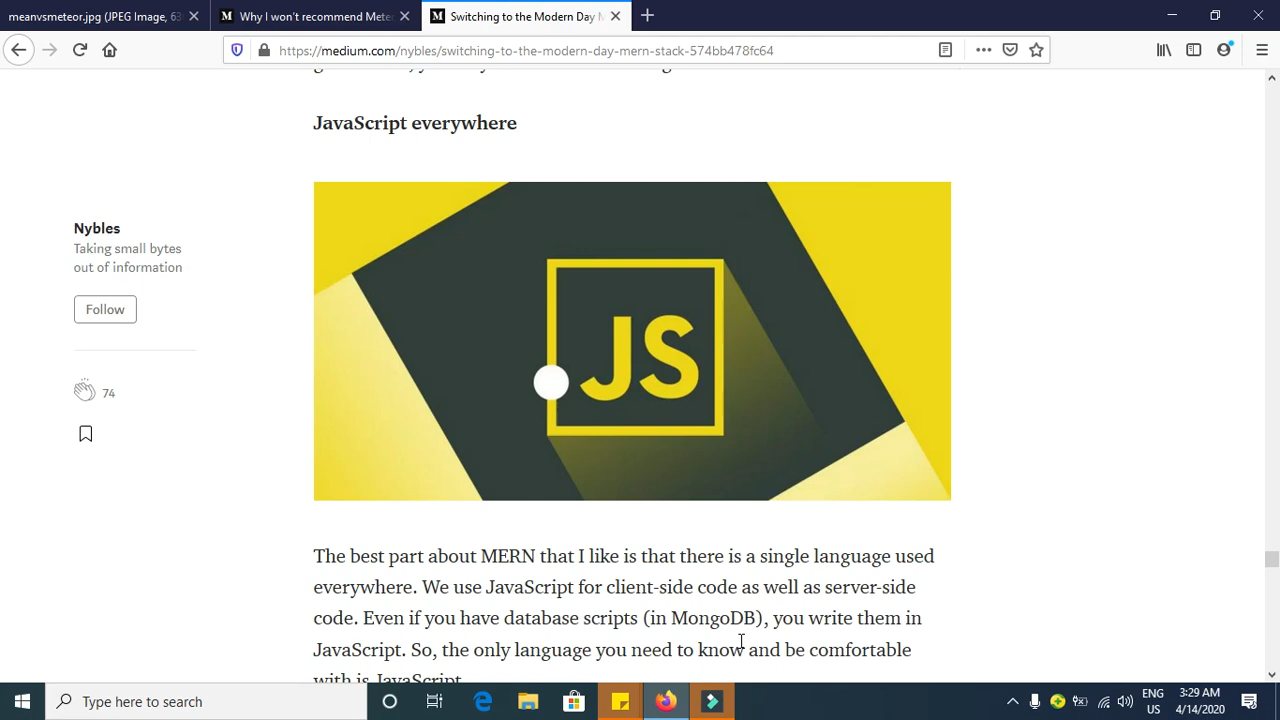 meanvsmeteor.jpg (JPEG Image, 63
Why I won't recommend Mete
Switching to the Modern Day M
https://medium.com/nybles/switching-to-the-modern-day-mern-stack-574bb478fc64
JavaScript everywhere
Nybles
Taking small bytes
out of information
Follow
74
JS
The best part about MERN that I like is that there is a single language used
everywhere. We use JavaScript for client-side code as well as server-side
code. Even if you have database scripts (in MongoDB), you write them in
JavaScript. So, the only language you need to know and be comfortable
with is JavaScript.
Type here to search
ENG
US
3:29 AM
4/14/2020